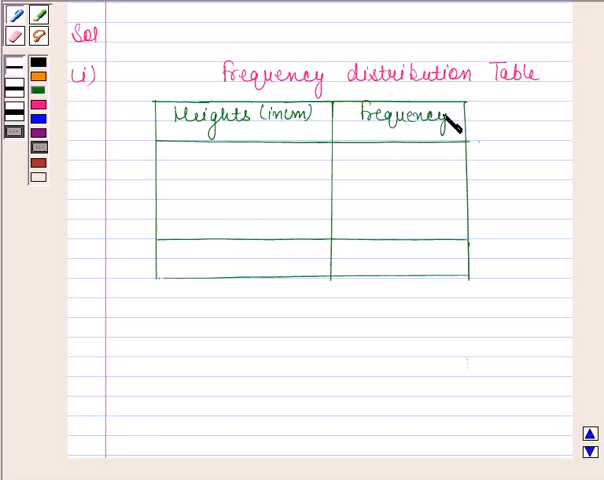 Sol
(i) Frequency distribution Table
Heights (in cm) Frequency